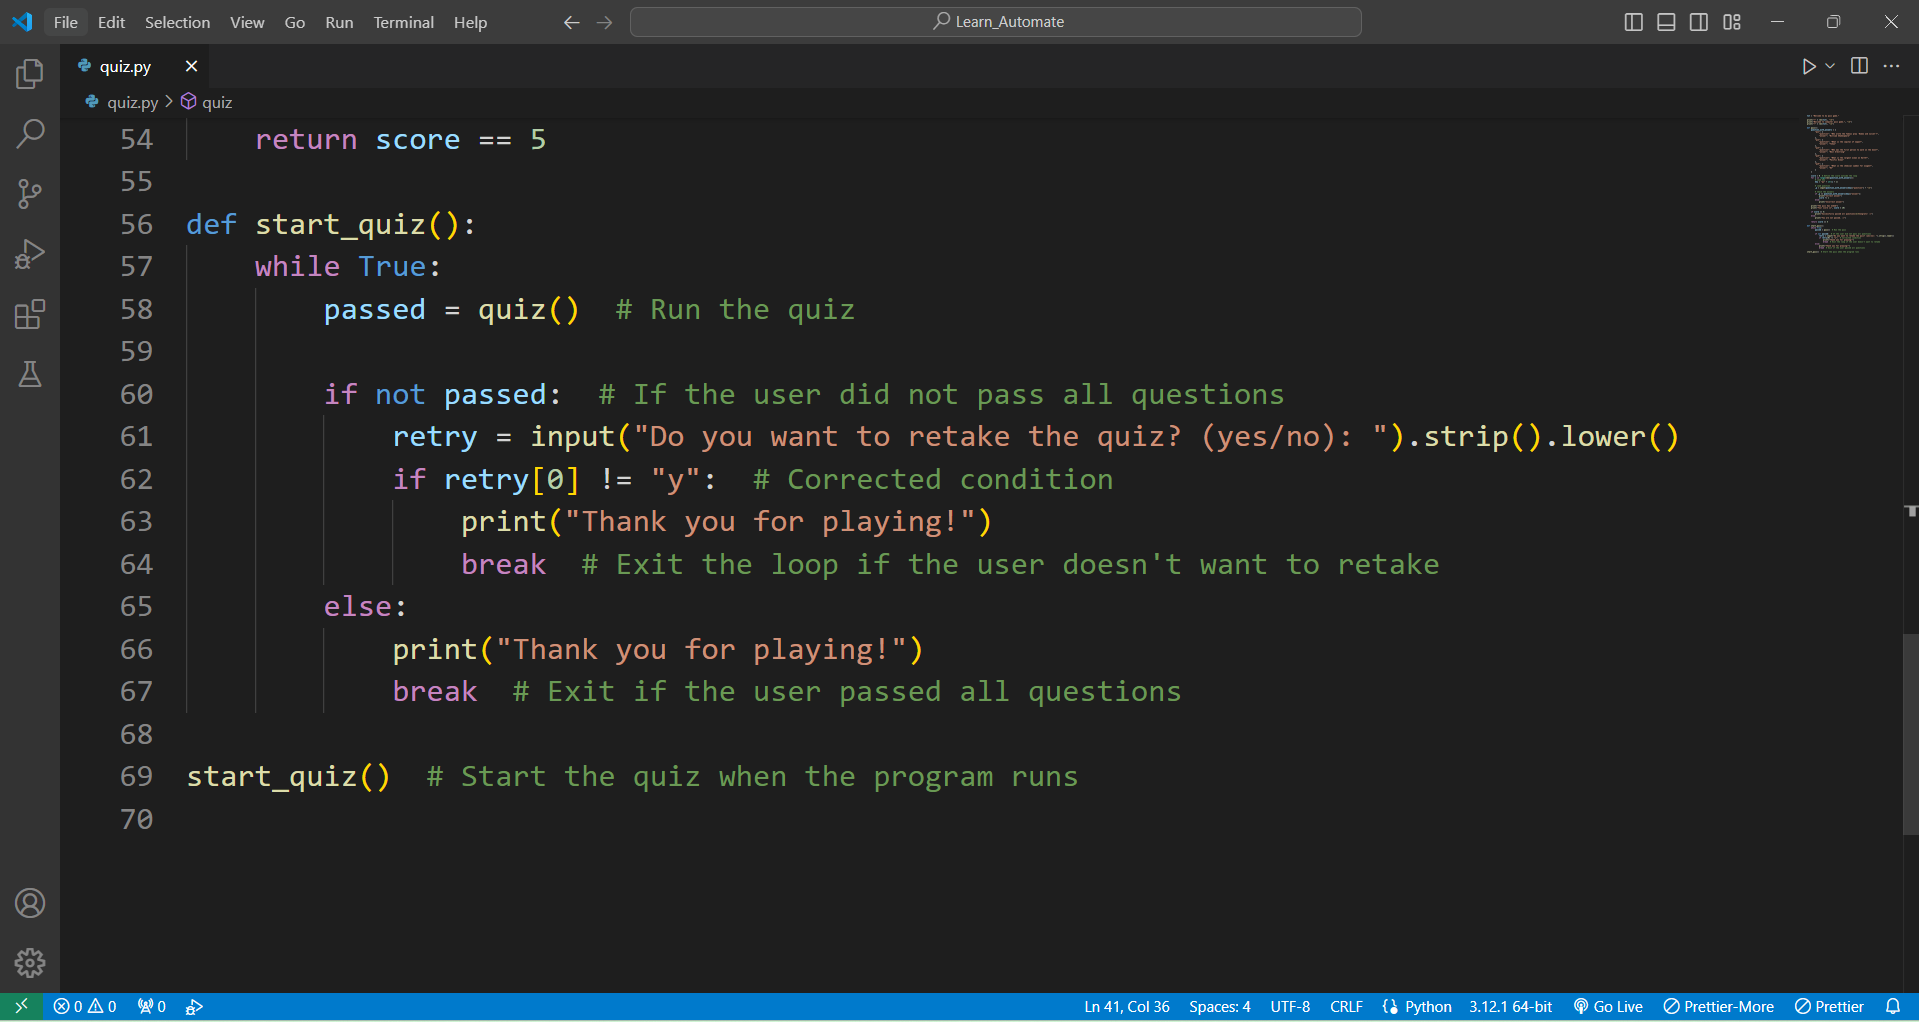 File Edit Selection View Go Run Terminal Help Learn_Automate
quiz.py
quiz.py > quiz
54     return score == 5
55
56 def start_quiz():
57     while True:
58         passed = quiz()  # Run the quiz
59
60         if not passed:  # If the user did not pass all questions
61             retry = input("Do you want to retake the quiz? (yes/no): ").strip().lower()
62             if retry[0] != "y":  # Corrected condition
63                 print("Thank you for playing!")
64                 break  # Exit the loop if the user doesn't want to retake
65         else:
66             print("Thank you for playing!")
67             break  # Exit if the user passed all questions
68
69 start_quiz()  # Start the quiz when the program runs
70
0 0 0 Ln 41, Col 36 Spaces: 4 UTF-8 CRLF Python 3.12.1 64-bit Go Live Prettier-More Prettier